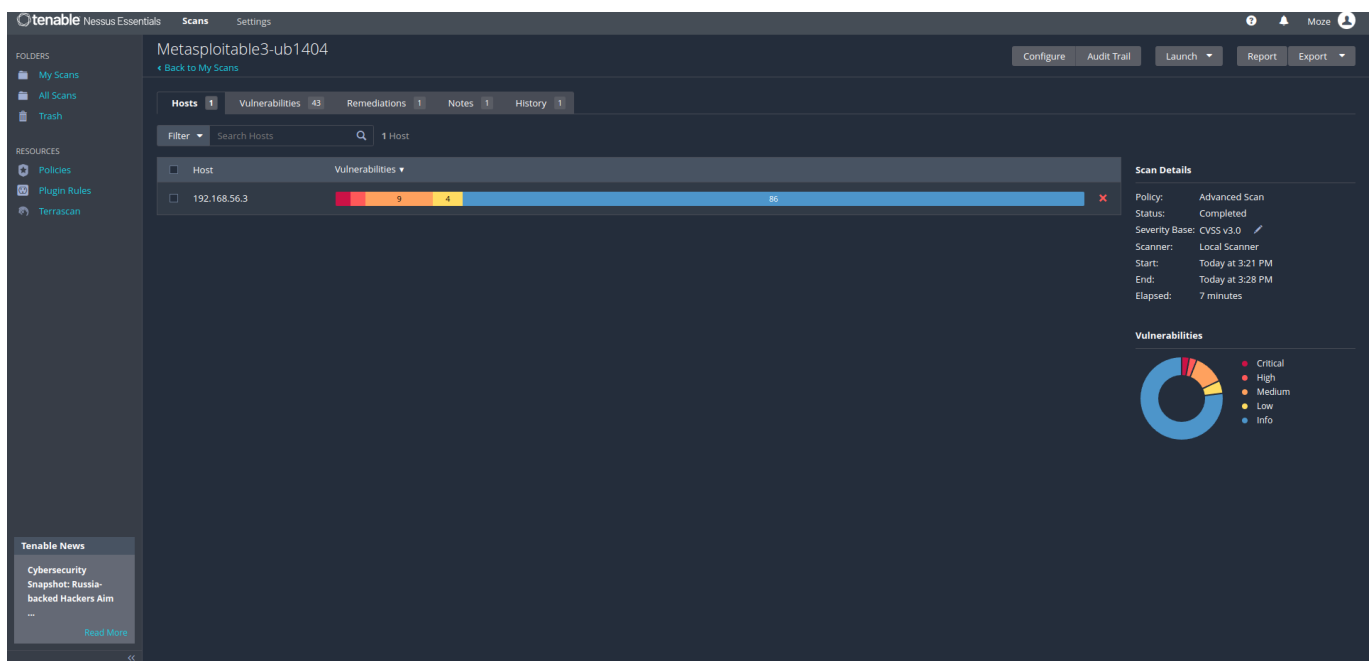 tenable Nessus Essentials Scans Settings
Moze
FOLDERS
My Scans
All Scans
Trash
RESOURCES
Policies
Plugin Rules
Terrascan
Tenable News
Cybersecurity
Snapshot: Russia-
backed Hackers Aim
...
Read More
Metasploitable3-ub1404
Back to My Scans
Configure Audit Trail Launch Report Export
Hosts 1 Vulnerabilities 43 Remediations 1 Notes 1 History 1
Filter Search Hosts 1 Host
Host Vulnerabilities
192.168.56.3 9 4 86
Scan Details
Policy: Advanced Scan
Status: Completed
Severity Base: CVSS v3.0
Scanner: Local Scanner
Start: Today at 3:21 PM
End: Today at 3:28 PM
Elapsed: 7 minutes
Vulnerabilities
Critical
High
Medium
Low
Info